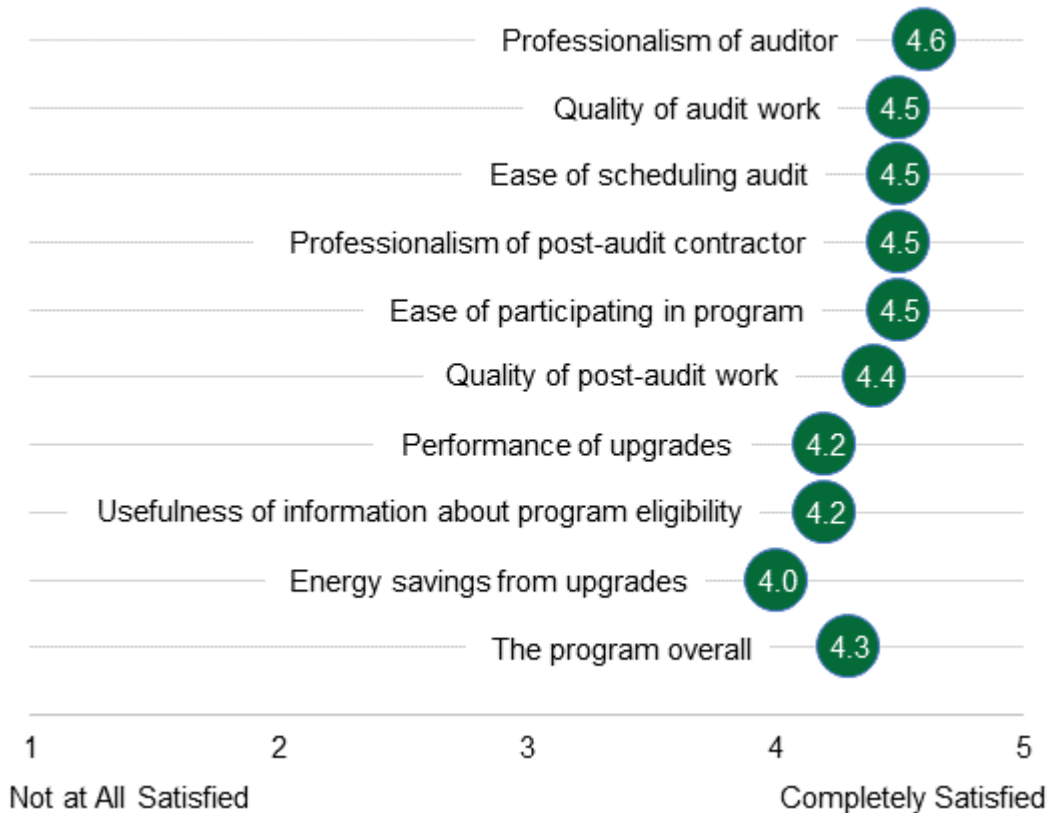 Professionalism of auditor 4.6
Quality of audit work 4.5
Ease of scheduling audit 4.5
Professionalism of post-audit contractor 4.5
Ease of participating in program 4.5
Quality of post-audit work 4.4
Performance of upgrades 4.2
Usefulness of information about program eligibility 4.2
Energy savings from upgrades 4.0
The program overall 4.3
1 2 3 4 5
Not at All Satisfied Completely Satisfied